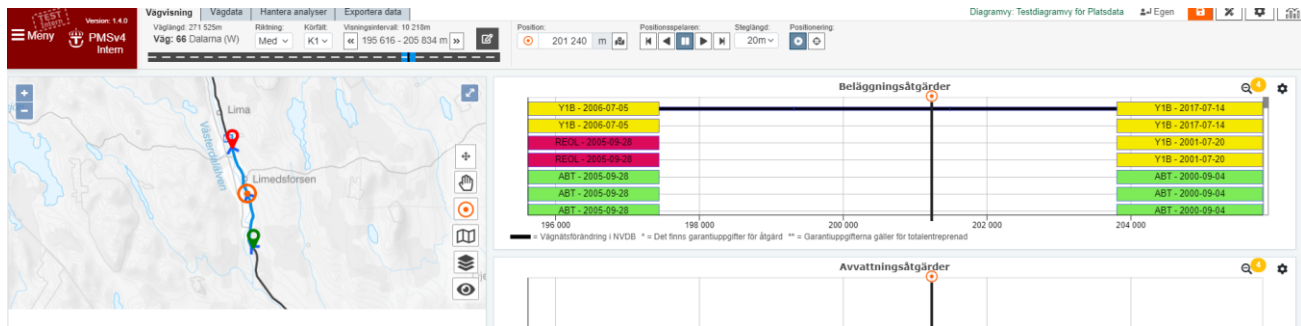 TEST
Intern
Version: 1.4.0
Meny
PMSv4
Intern
Vägvisning
Vägdata
Hantera analyser
Exportera data
Diagramvy: Testdiagramvy för Platsdata
Egen
Väglängd: 271 525m
Väg: 66 Dalarna (W)
Riktning:
Med
Körfält:
K1
Visningsintervall: 10 218m
« 195 616 - 205 834 m »
Position:
201 240 m
Positionsspelaren:
Steglängd:
20m
Positionering:
+
−
Lima
Västerdalälven
Limedsforsen
Beläggningsåtgärder
4
Y1B - 2006-07-05
Y1B - 2017-07-14
Y1B - 2006-07-05
Y1B - 2017-07-14
REOL - 2005-09-28
Y1B - 2001-07-20
REOL - 2005-09-28
Y1B - 2001-07-20
ABT - 2005-09-28
ABT - 2000-09-04
ABT - 2005-09-28
ABT - 2000-09-04
ABT - 2005-09-28
ABT - 2000-09-04
196 000
198 000
200 000
202 000
204 000
= Vägnätsförändring i NVDB * = Det finns garantiuppgifter för åtgärd ** = Garantiuppgifterna gäller för totalentreprenad
Avvattningsåtgärder
4